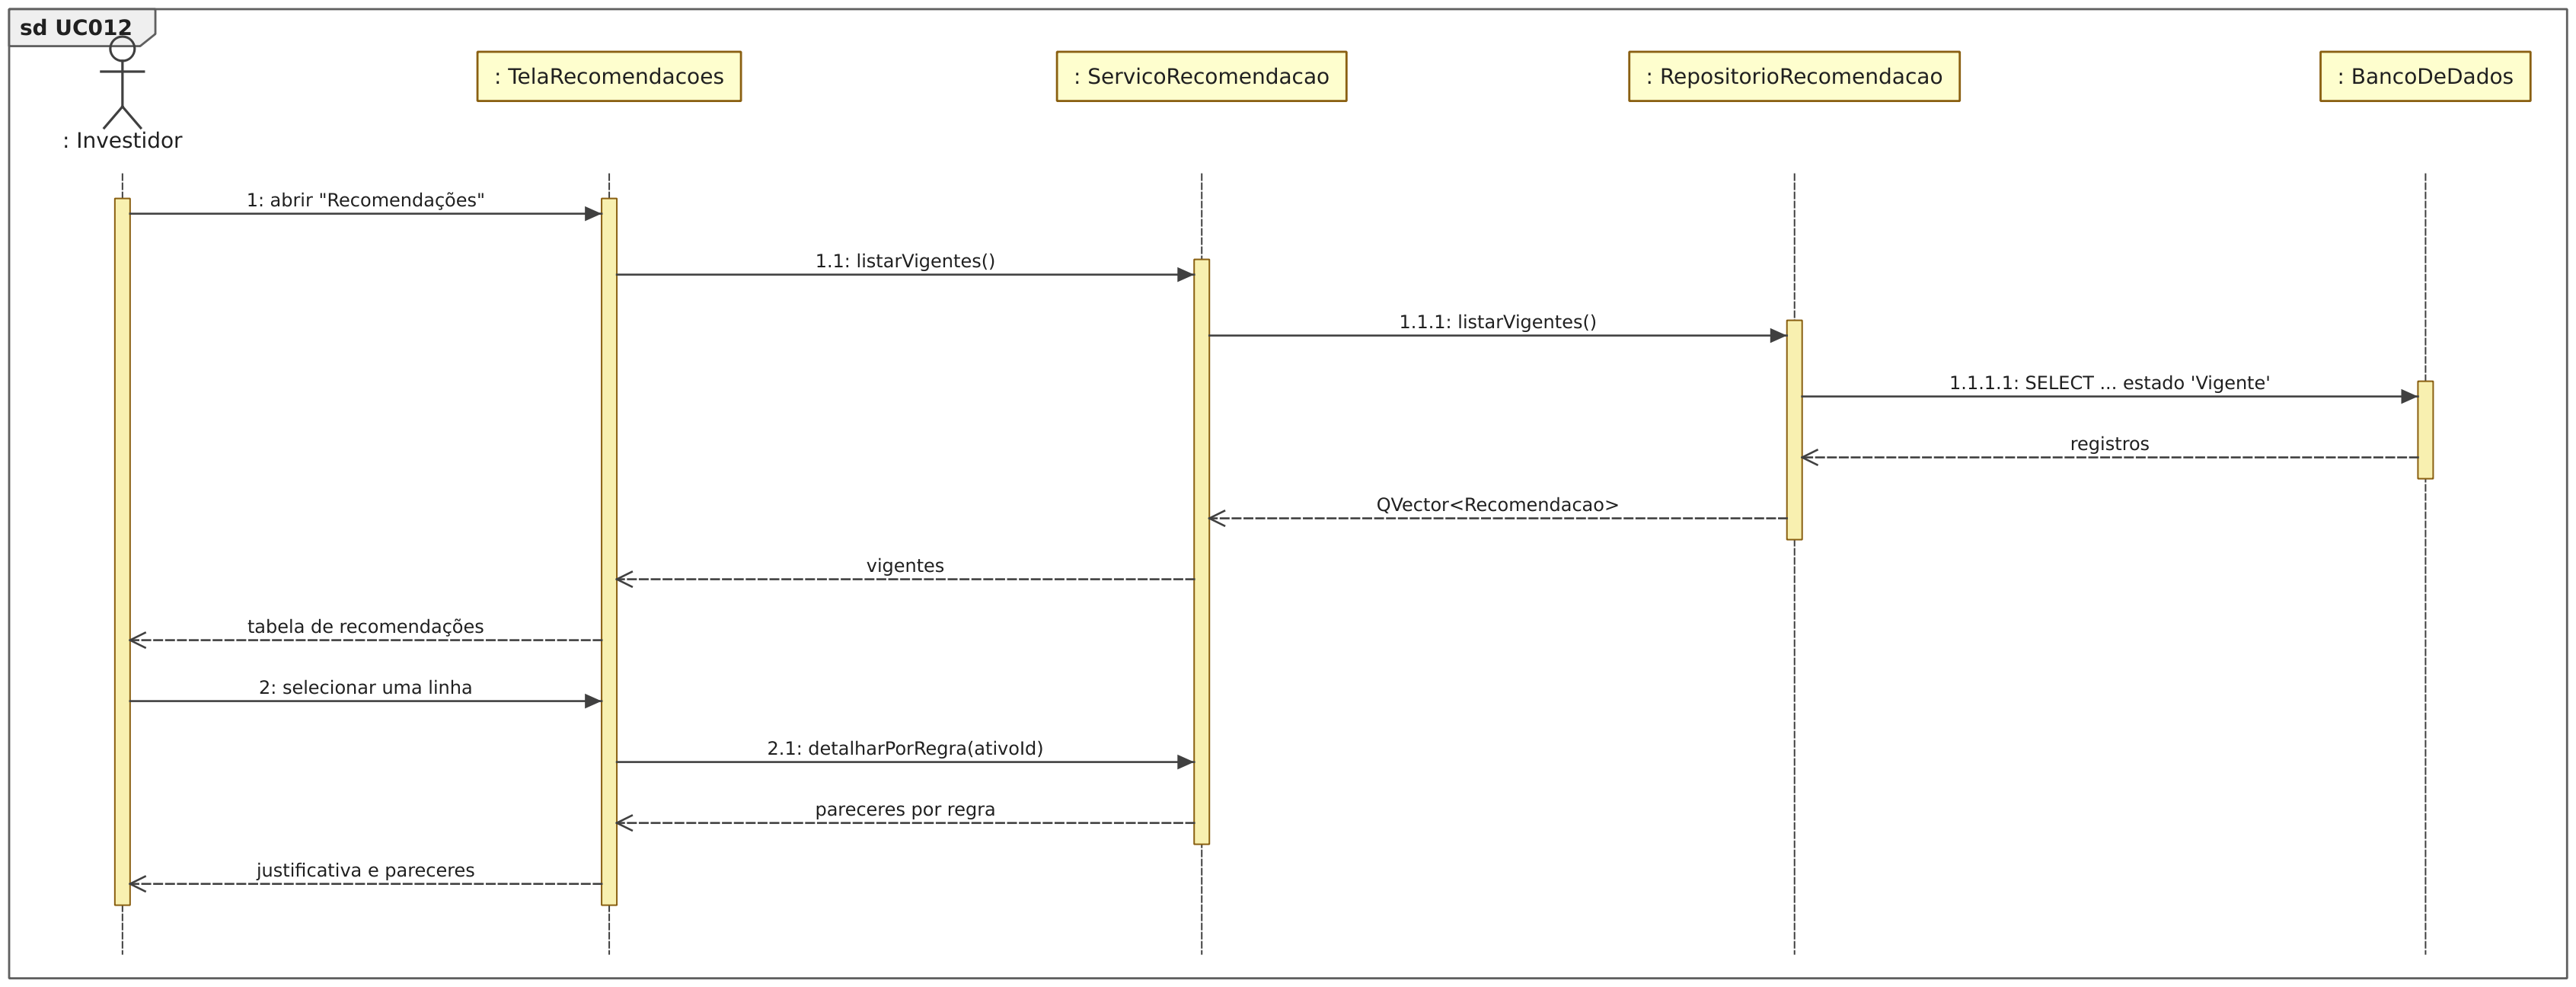 sd UC012
: Investidor
: TelaRecomendacoes
: ServicoRecomendacao
: RepositorioRecomendacao
: BancoDeDados
1: abrir "Recomendações"
1.1: listarVigentes()
1.1.1: listarVigentes()
1.1.1.1: SELECT ... estado 'Vigente'
registros
QVector<Recomendacao>
vigentes
tabela de recomendações
2: selecionar uma linha
2.1: detalharPorRegra(ativoId)
pareceres por regra
justificativa e pareceres